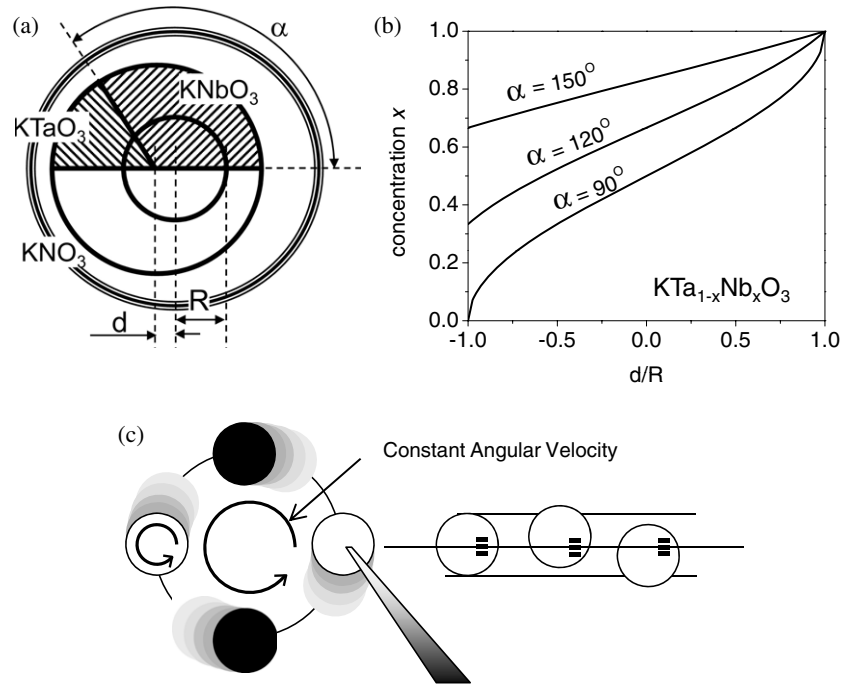 (a)
α
KNbO3
KTaO3
KNO3
R
d
(b)
1.0
0.8
0.6
0.4
0.2
0.0
concentration x
α = 150°
α = 120°
α = 90°
KTa1-xNbxO3
-1.0 -0.5 0.0 0.5 1.0
d/R
(c)
Constant Angular Velocity